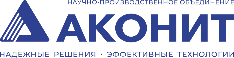 НАУЧНО-ПРОИЗВОДСТВЕННОЕ ОБЪЕДИНЕНИЕ
АКОНИТ
НАДЕЖНЫЕ РЕШЕНИЯ • ЭФФЕКТИВНЫЕ ТЕХНОЛОГИИ